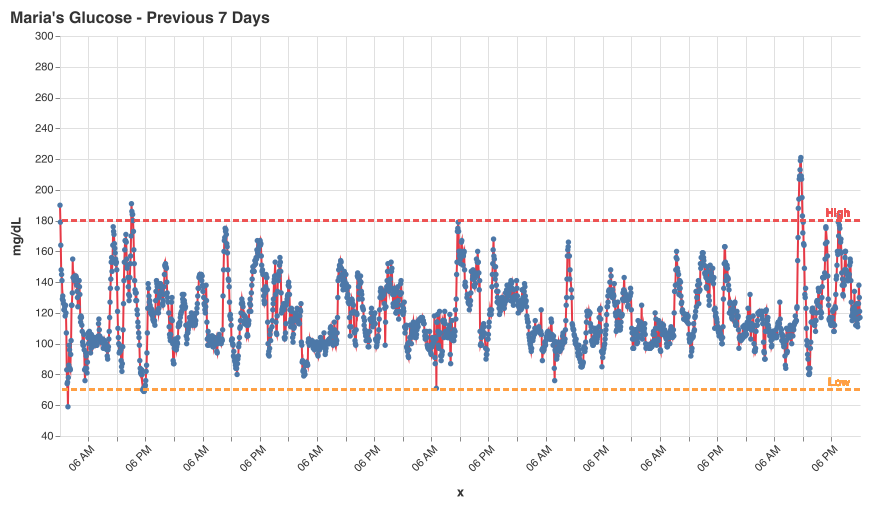 Maria's Glucose - Previous 7 Days
300
280
260
240
220
200
180
160
140
120
100
80
60
40
mg/dL
High
Low
06 AM
06 PM
06 AM
06 PM
06 AM
06 PM
06 AM
06 PM
06 AM
06 PM
06 AM
06 PM
06 AM
06 PM
x